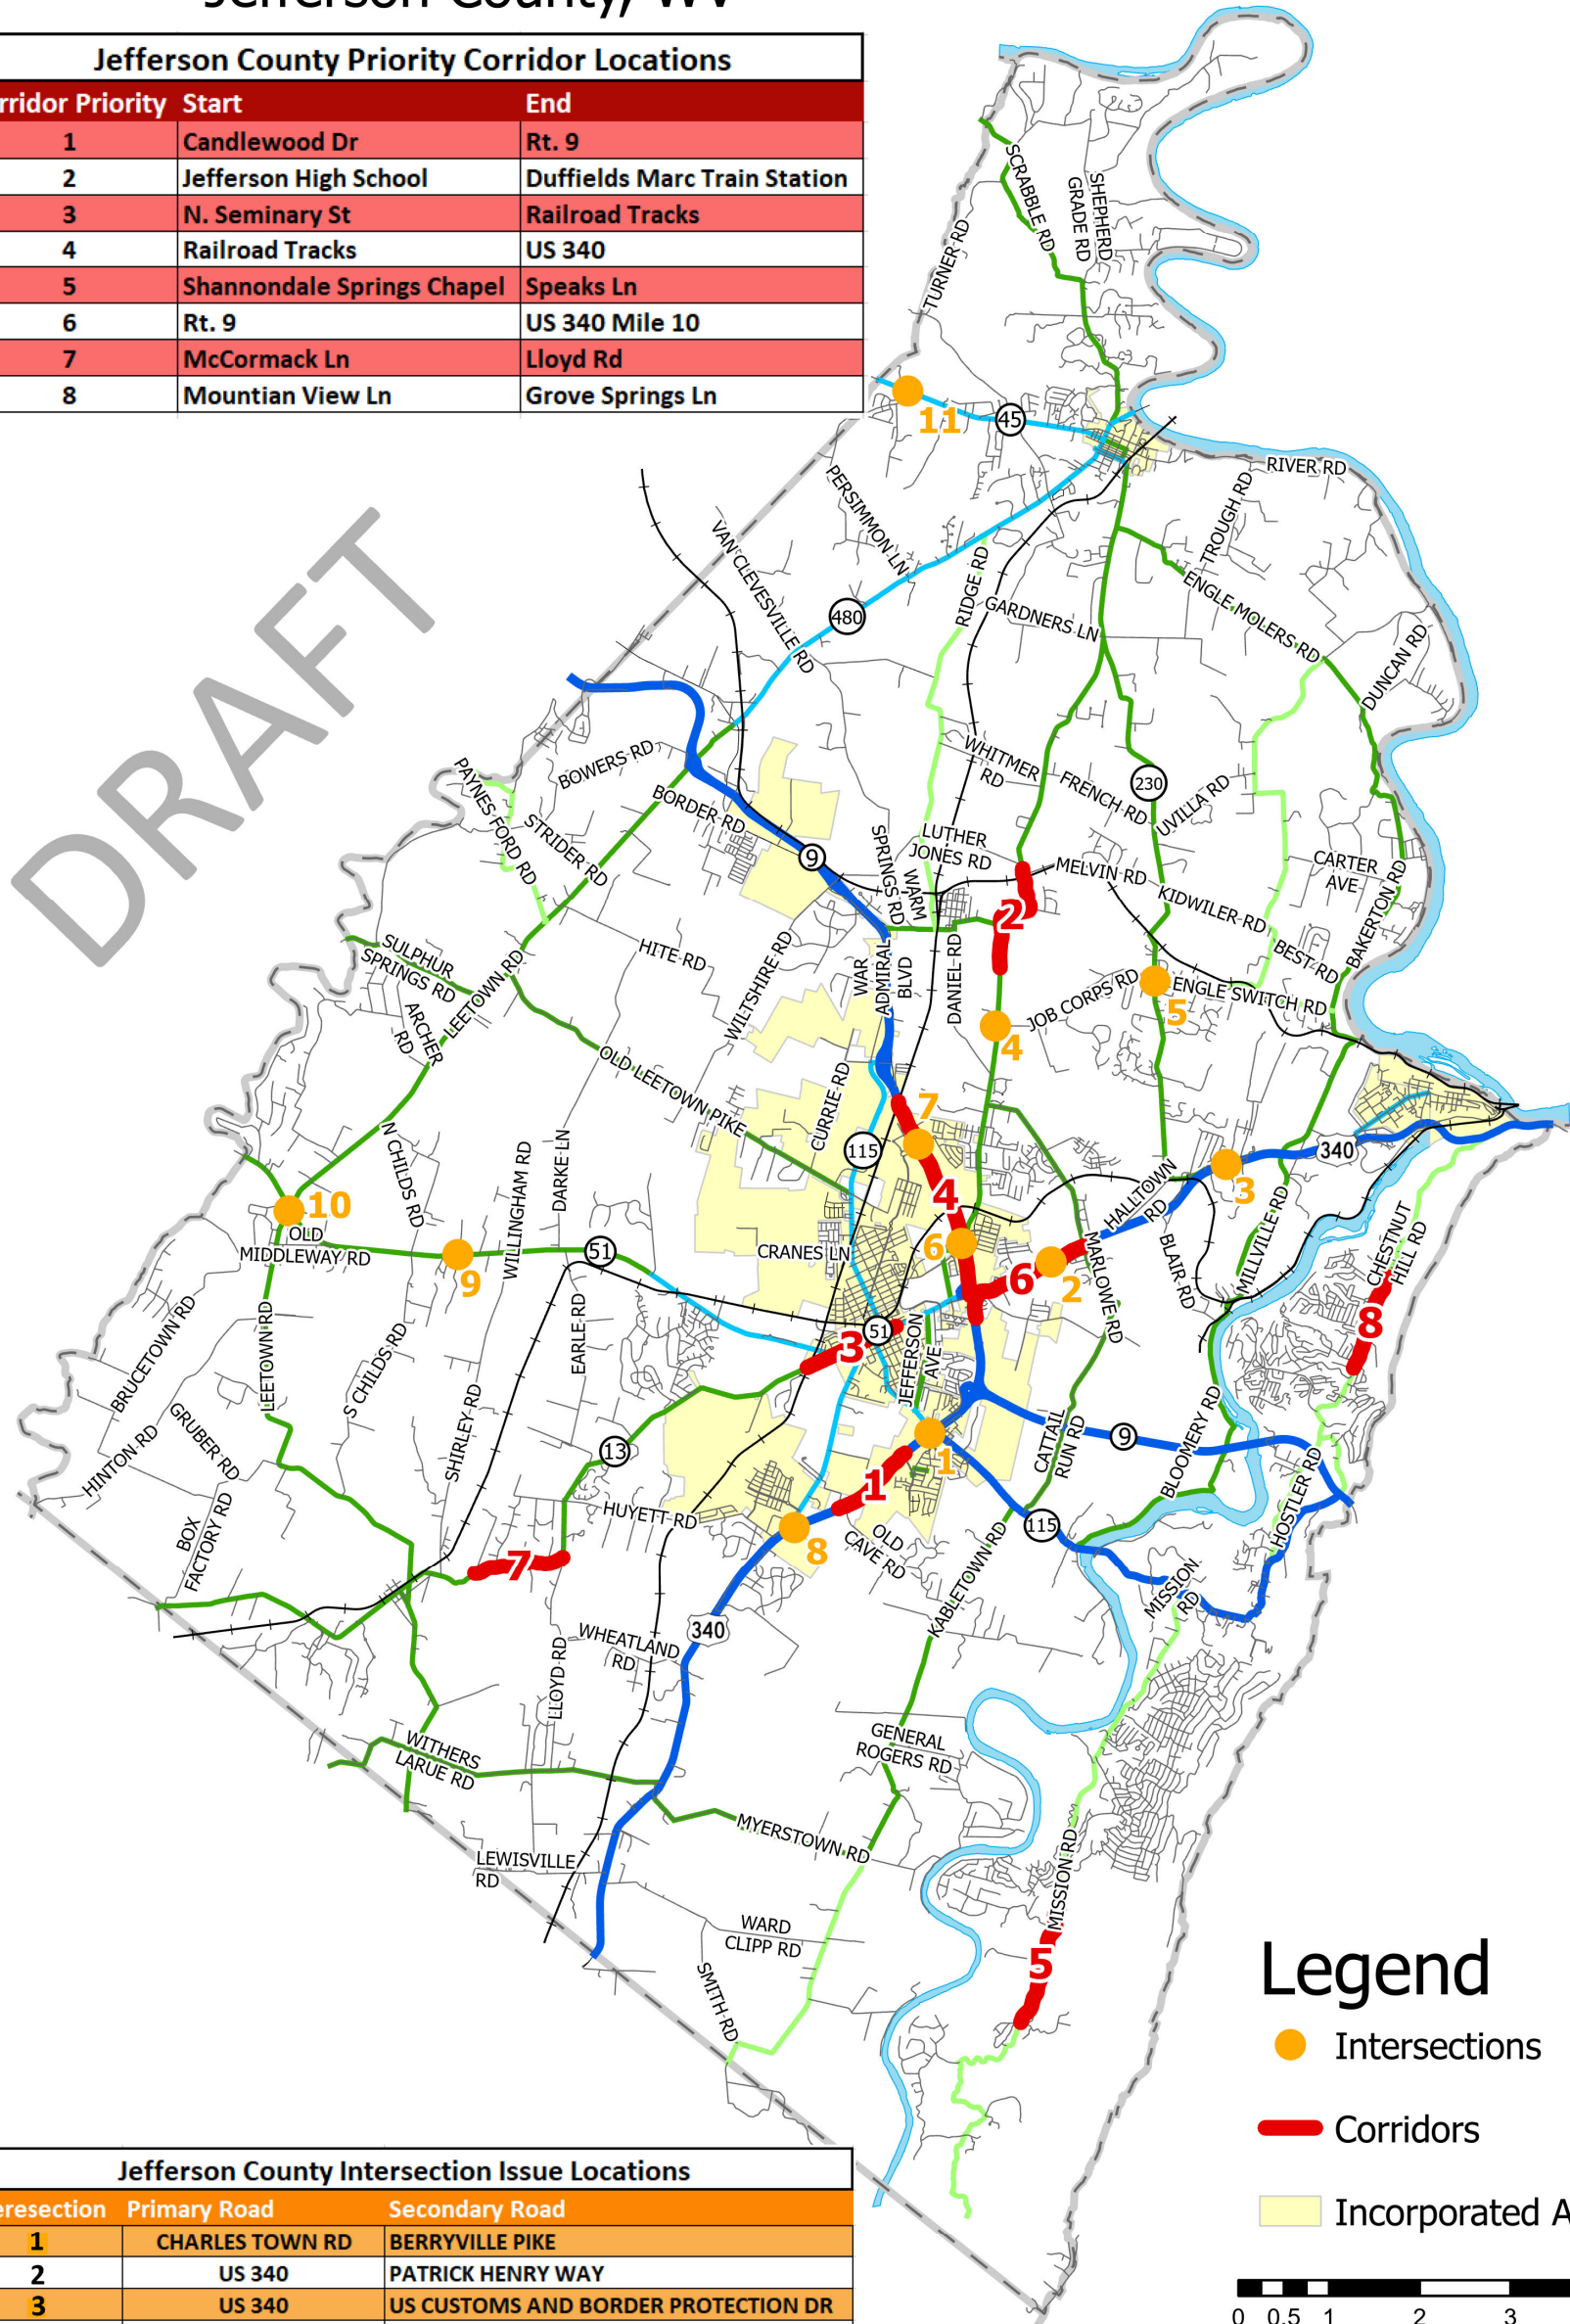 Jefferson County, WV
Jefferson County Priority Corridor Locations
rridor Priority Start End
1 Candlewood Dr Rt. 9
2 Jefferson High School Duffields Marc Train Station
3 N. Seminary St Railroad Tracks
4 Railroad Tracks US 340
5 Shannondale Springs Chapel Speaks Ln
6 Rt. 9 US 340 Mile 10
7 McCormack Ln Lloyd Rd
8 Mountian View Ln Grove Springs Ln
DRAFT
SCRABBLE RD
SHEPHERD
GRADE RD
TURNER RD
11
45
RIVER RD
PERSIMMON LN
TROUGH RD
VAN CLEVESVILLE RD
RIDGE RD
ENGLE MOLERS RD
480
GARDNERS LN
DUNCAN RD
BOWERS RD
WHITMER
RD
FRENCH RD
230
UVILLA RD
PAYNES FORD RD
BORDER RD
STRIDER RD
9
SPRINGS RD
WARM
LUTHER
JONES RD
MELVIN RD
CARTER
AVE
KIDWILER RD
BAKERTON RD
2
SULPHUR
SPRINGS RD
HITE RD
WILTSHIRE RD
WAR
ADMIRAL
BLVD
DANIEL RD
BEST RD
LEETOWN RD
JOB CORPS RD
ENGLE SWITCH RD
5
ARCHER
RD
4
OLD LEETOWN PIKE
CURRIE RD
7
N CHILDS RD
WILLINGHAM RD
DARKE LN
115
340
HALLTOWN
RD
3
4
MILLVILLE RD
CHESTNUT
HILL RD
10
OLD
MIDDLEWAY RD
51
CRANES LN
6
MARLOWE RD
BLAIR RD
9
6
2
BRUCETOWN RD
LEETOWN RD
S CHILDS RD
EARLE RD
51
3
JEFFERSON
AVE
8
SHIRLEY RD
GRUBER RD
HINTON RD
13
CATTAIL
RUN RD
9
BLOOMERY RD
1
1
HOSTLER RD
BOX
FACTORY RD
HUYETT RD
115
8
OLD
CAVE RD
7
KABLETOWN RD
MISSION
RD
340
WHEATLAND
RD
LLOYD RD
WITHERS
LARUE RD
GENERAL
ROGERS RD
MYERSTOWN RD
LEWISVILLE
RD
MISSION RD
WARD
CLIPP RD
SMITH RD
5
Legend
Intersections
Corridors
Incorporated A
0 0.5 1 2 3
Jefferson County Intersection Issue Locations
eresection Primary Road Secondary Road
1 CHARLES TOWN RD BERRYVILLE PIKE
2 US 340 PATRICK HENRY WAY
3 US 340 US CUSTOMS AND BORDER PROTECTION DR